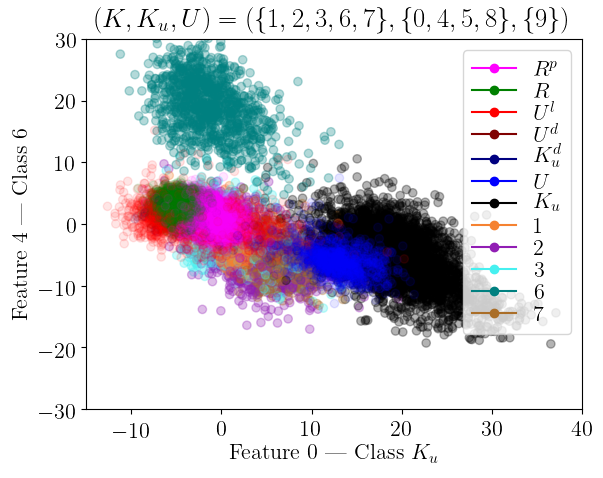 (K, K_u, U) = ({1, 2, 3, 6, 7}, {0, 4, 5, 8}, {9})
30
20
10
0
−10
−20
−30
Feature 4 — Class 6
R^p
R
U^l
U^d
K_u^d
U
K_u
1
2
3
6
7
−10
0
10
20
30
40
Feature 0 — Class K_u